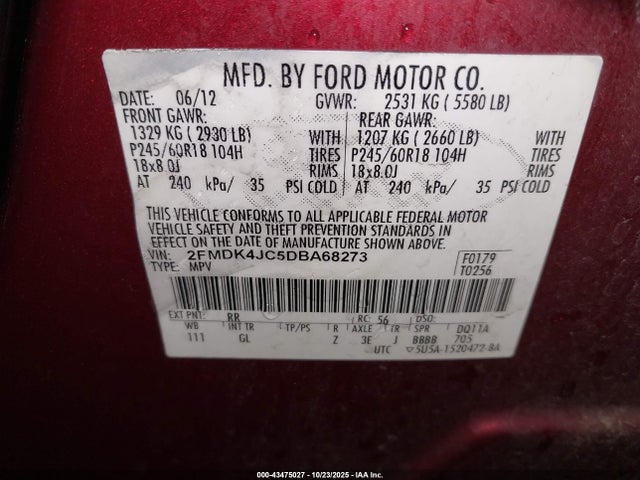 MFD. BY FORD MOTOR CO.
DATE: 06/12 GVWR: 2531 KG ( 5580 LB)
FRONT GAWR: REAR GAWR:
1329 KG ( 2930 LB) WITH 1207 KG ( 2660 LB) WITH
P245/60R18 104H TIRES P245/60R18 104H TIRES
18x8.0J RIMS 18x8.0J RIMS
AT 240 kPa/ 35 PSI COLD AT 240 kPa/ 35 PSI COLD
THIS VEHICLE CONFORMS TO ALL APPLICABLE FEDERAL MOTOR
VEHICLE SAFETY AND THEFT PREVENTION STANDARDS IN
EFFECT ON THE DATE OF MANUFACTURE SHOWN ABOVE.
VIN: 2FMDK4JC5DBA68273 F0179
TYPE: MPV T0256
EXT PNT: RR RC: 56 DSO:
WB INT TR TP/PS R AXLE TR SPR DQ11A
111 GL Z 3E J BBBB 705
UTC ▽5U5A-1520472-BA
000-43475027 - 10/23/2025 - IAA Inc.